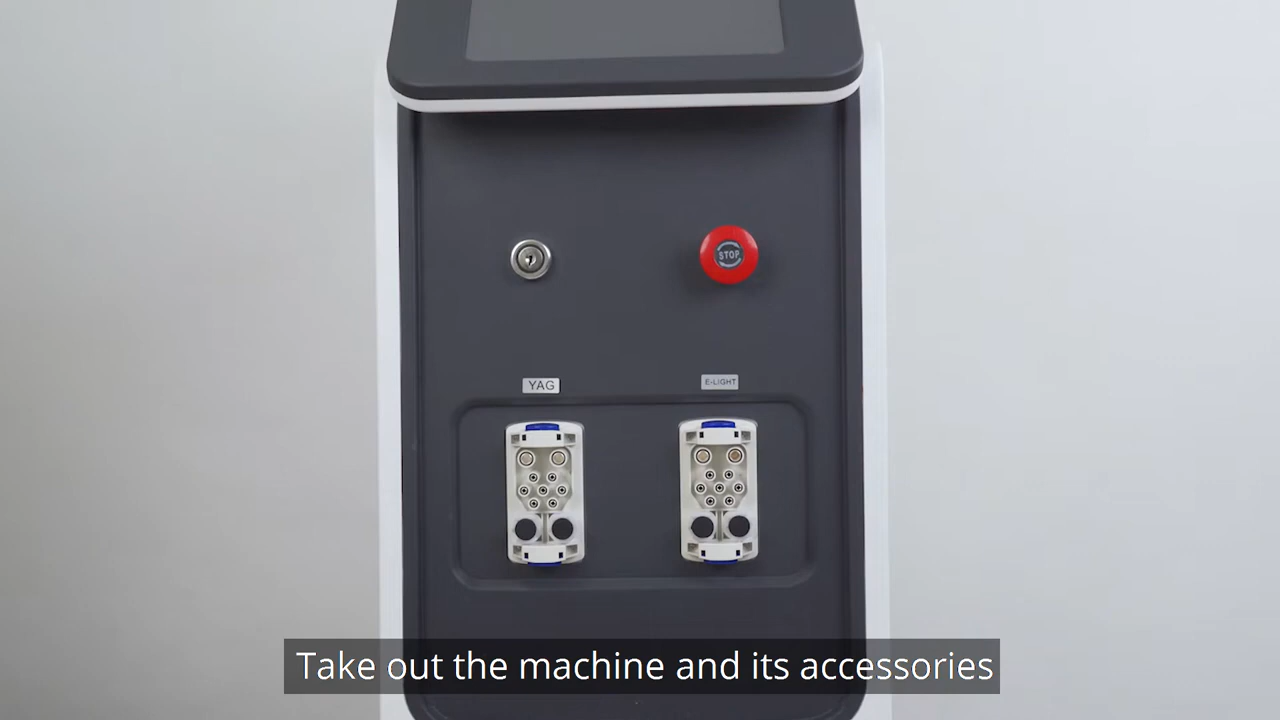 STOP
YAG
E-LIGHT
Take out the machine and its accessories